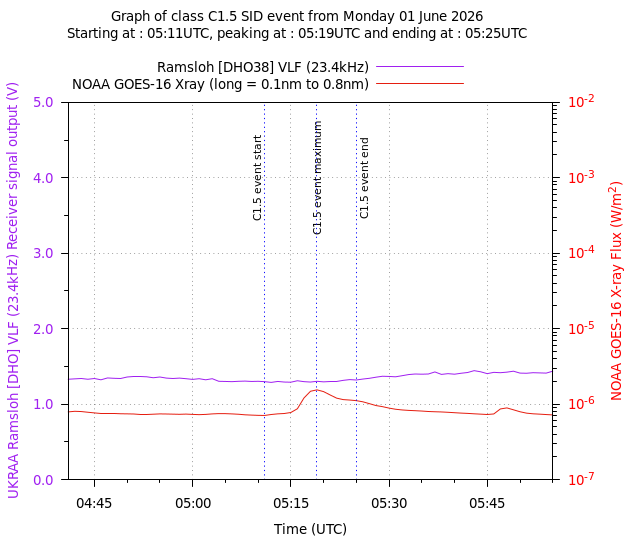 Graph of class C1.5 SID event from Monday 01 June 2026
Starting at : 05:11UTC, peaking at : 05:19UTC and ending at : 05:25UTC
Ramsloh [DHO38] VLF (23.4kHz)
NOAA GOES-16 Xray (long = 0.1nm to 0.8nm)
UKRAA Ramsloh [DHO] VLF (23.4kHz) Receiver signal output (V)
5.0
4.0
3.0
2.0
1.0
0.0
C1.5 event start
C1.5 event maximum
C1.5 event end
10-2
10-3
10-4
10-5
10-6
10-7
NOAA GOES-16 X-ray Flux (W/m2)
04:45 05:00 05:15 05:30 05:45
Time (UTC)